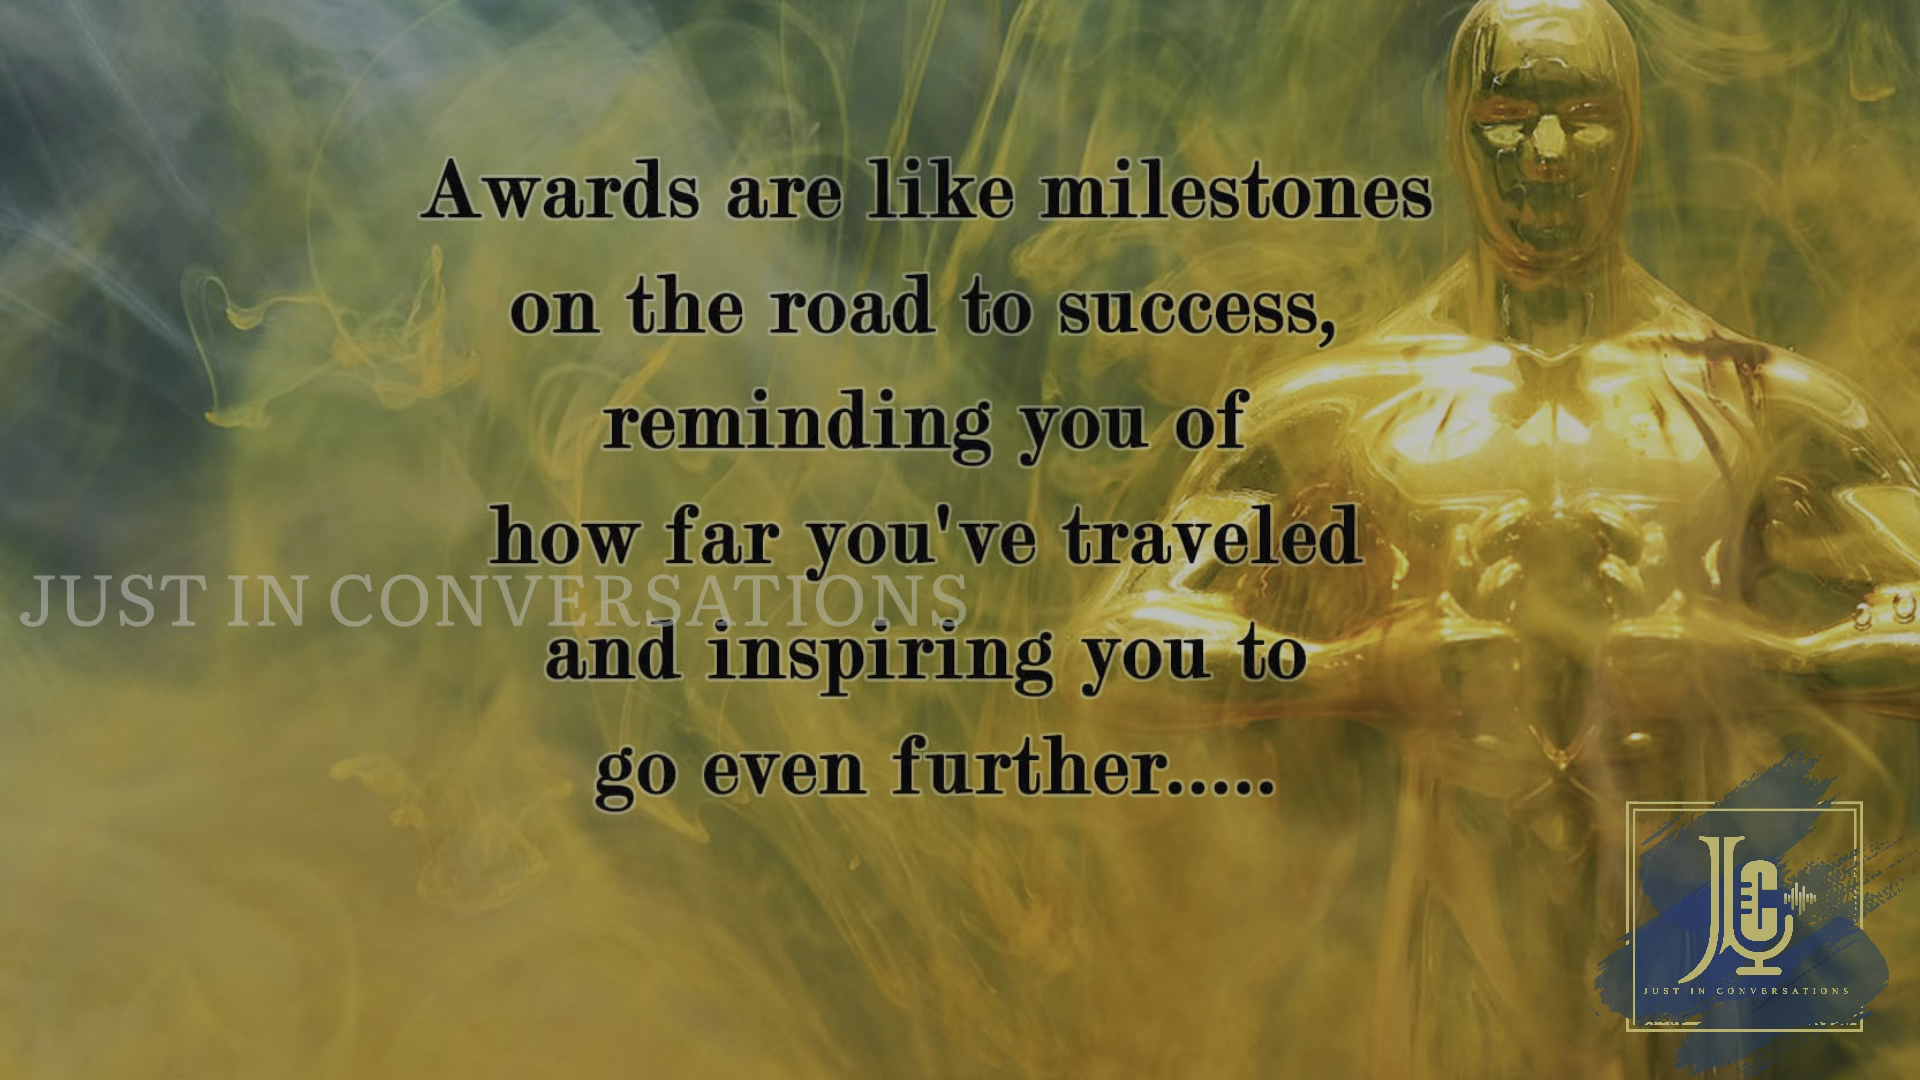 Awards are like milestones
on the road to success,
reminding you of
how far you've traveled
JUST IN CONVERSATIONS
and inspiring you to
go even further.....
JC
JUST IN CONVERSATIONS